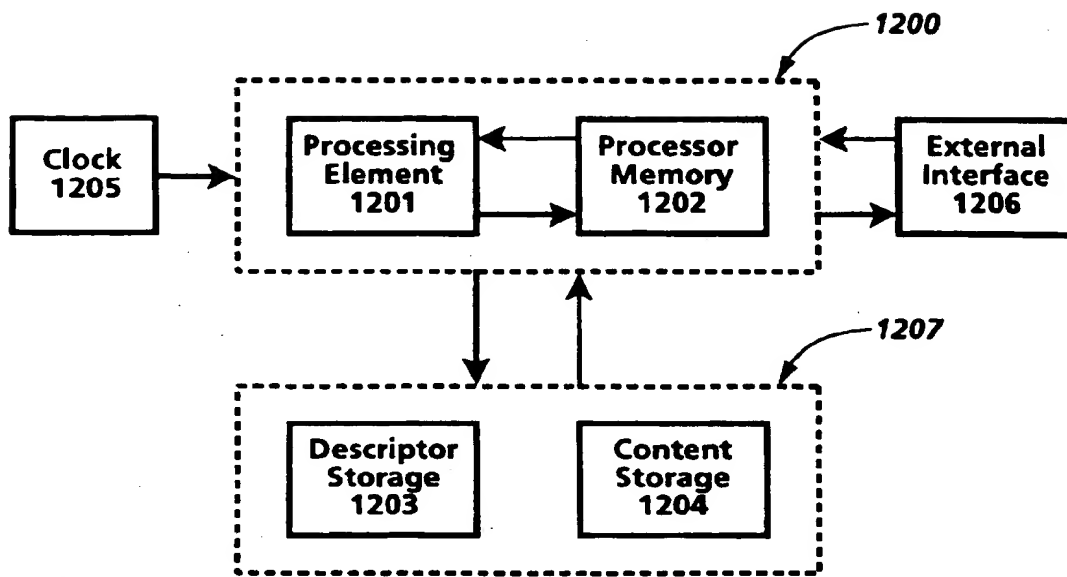 1200
Clock
1205
Processing
Element
1201
Processor
Memory
1202
External
Interface
1206
1207
Descriptor
Storage
1203
Content
Storage
1204